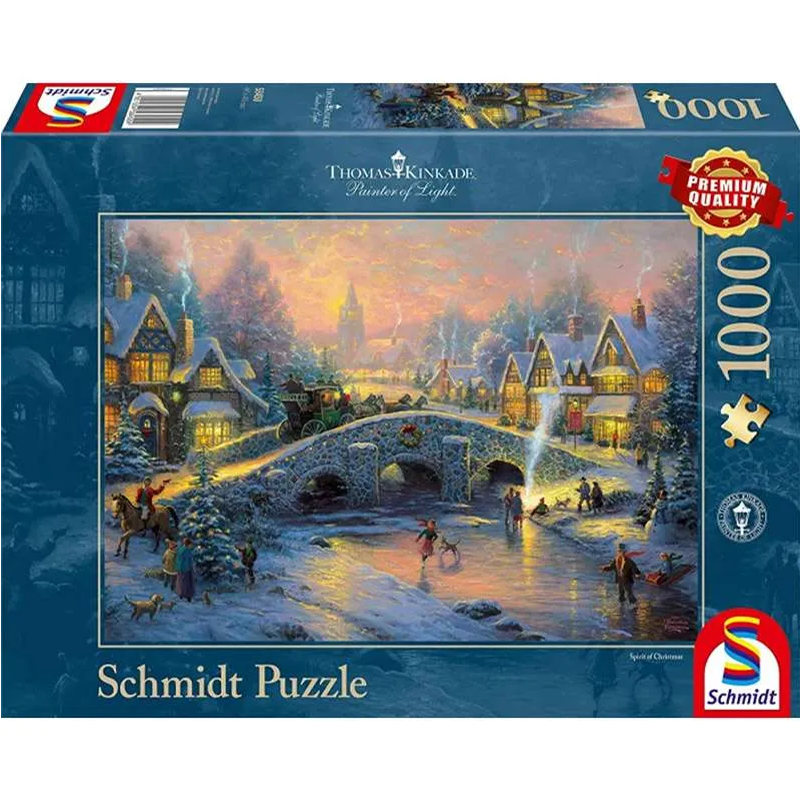 Schmidt
1000
THOMAS KINKADE
Painter of Light
PREMIUM
QUALITY
1000
Spirit of Christmas
Schmidt Puzzle
Schmidt